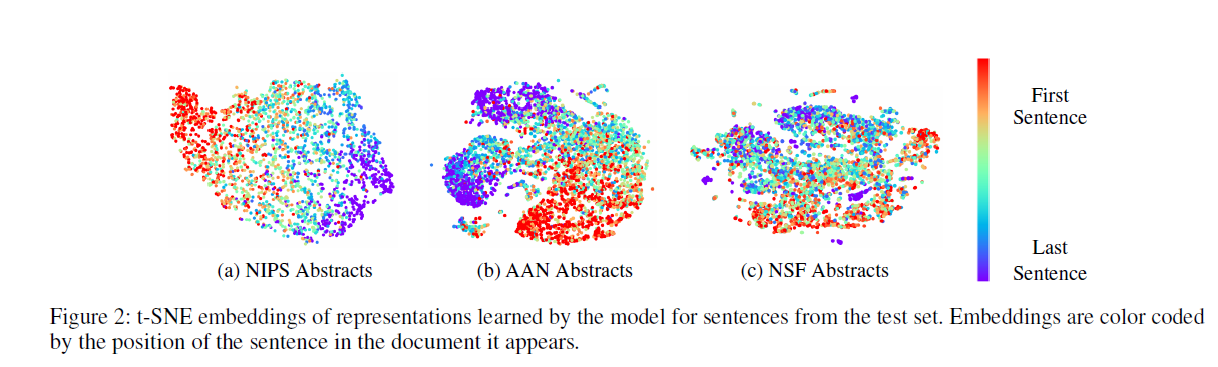 First
Sentence
Last
Sentence
(a) NIPS Abstracts
(b) AAN Abstracts
(c) NSF Abstracts
Figure 2: t-SNE embeddings of representations learned by the model for sentences from the test set. Embeddings are color coded
by the position of the sentence in the document it appears.